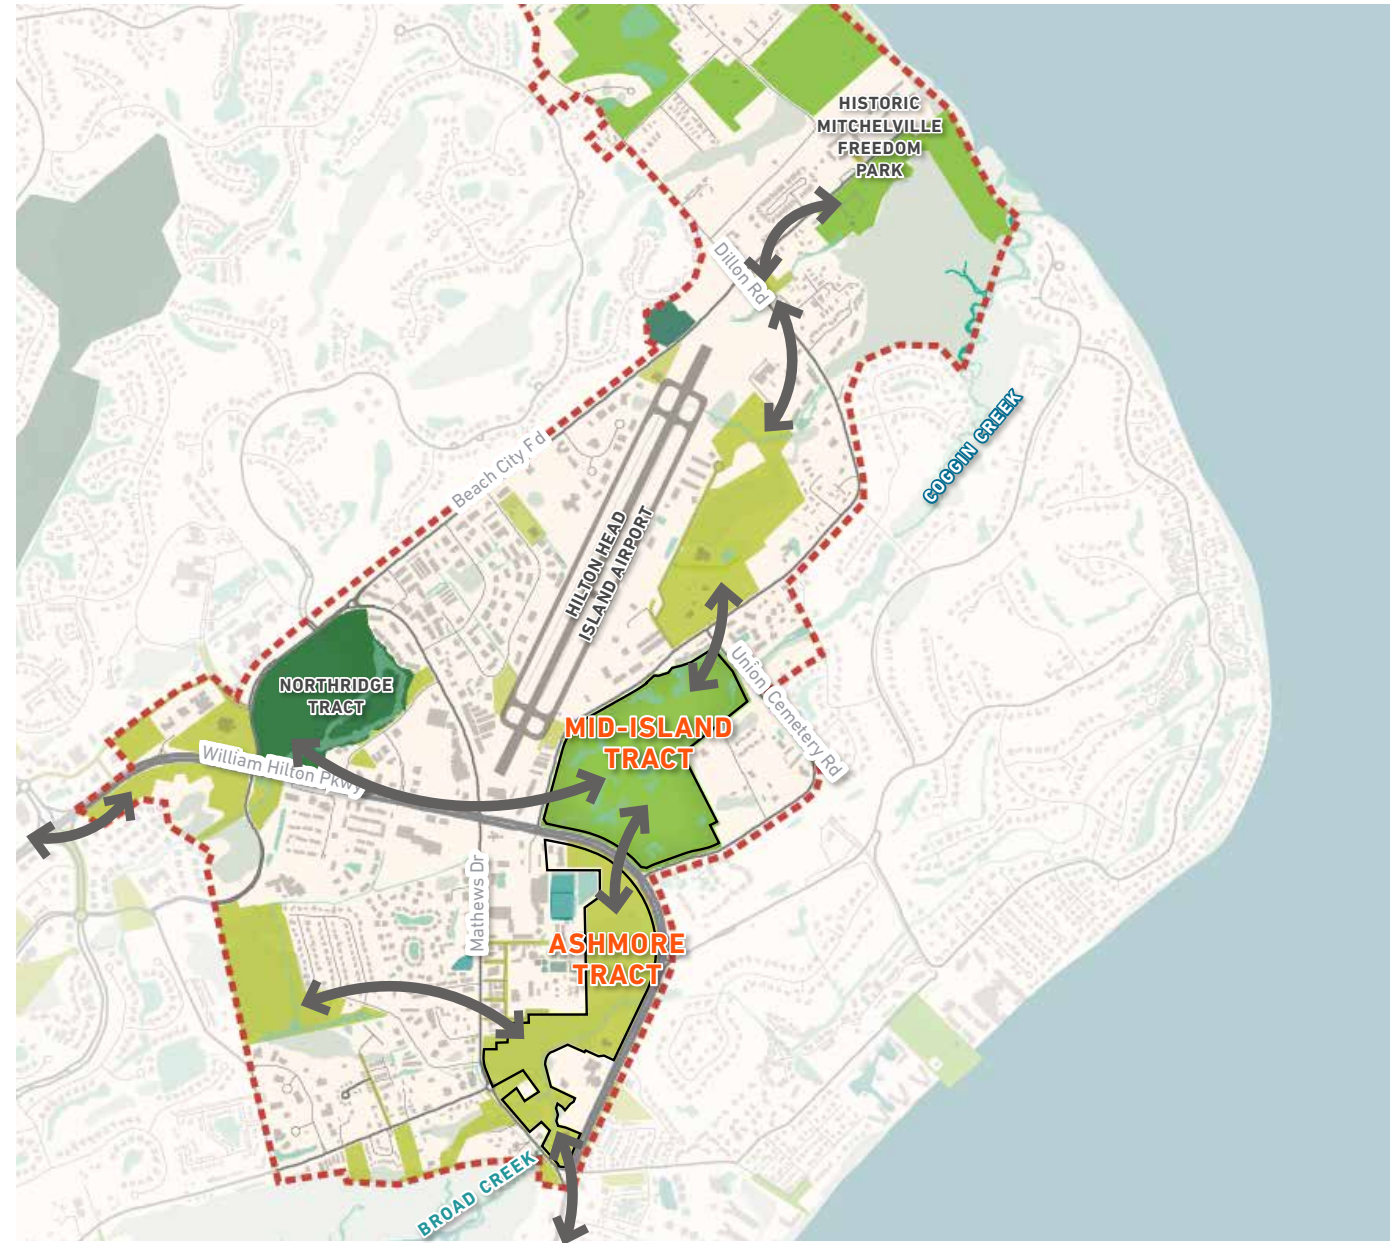 HISTORIC
MITCHELVILLE
FREEDOM
PARK
Dillon Rd
COGGIN CREEK
Beach City Fd
HILTON HEAD
ISLAND AIRPORT
NORTHRIDGE
TRACT
Union Cemetery Rd
MID-ISLAND
TRACT
William Hilton Pkwy
Mathews Dr
ASHMORE
TRACT
BROAD CREEK